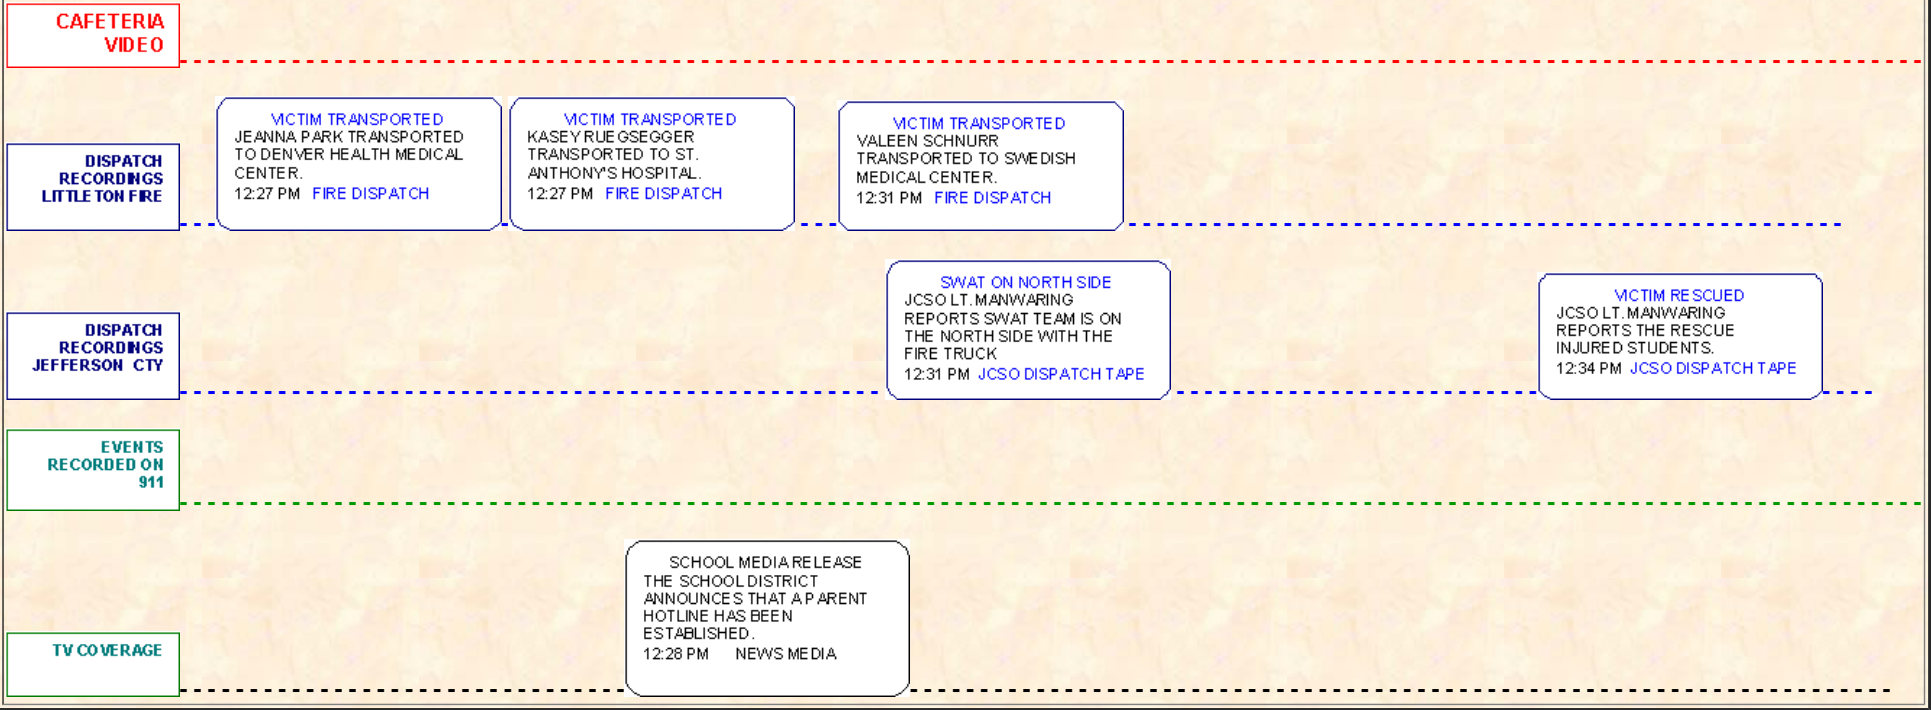 CAFETERIA
VIDEO
VICTIM TRANSPORTED
JEANNA PARK TRANSPORTED
TO DENVER HEALTH MEDICAL
CENTER.
12:27 PM FIRE DISPATCH
VICTIM TRANSPORTED
KASEY RUEGSEGGER
TRANSPORTED TO ST.
ANTHONY'S HOSPITAL.
12:27 PM FIRE DISPATCH
VICTIM TRANSPORTED
VALEEN SCHNURR
TRANSPORTED TO SWEDISH
MEDICAL CENTER.
12:31 PM FIRE DISPATCH
DISPATCH
RECORDINGS
LITTLETON FIRE
SWAT ON NORTH SIDE
JCSO LT. MANWARING
REPORTS SWAT TEAM IS ON
THE NORTH SIDE WITH THE
FIRE TRUCK
12:31 PM JCSO DISPATCH TAPE
VICTIM RESCUED
JCSO LT. MANWARING
REPORTS THE RESCUE
INJURED STUDENTS.
12:34 PM JCSO DISPATCH TAPE
DISPATCH
RECORDINGS
JEFFERSON CTY
EVENTS
RECORDED ON
911
SCHOOL MEDIA RELEASE
THE SCHOOL DISTRICT
ANNOUNCES THAT A PARENT
HOTLINE HAS BEEN
ESTABLISHED.
12:28 PM NEWS MEDIA
TV COVERAGE